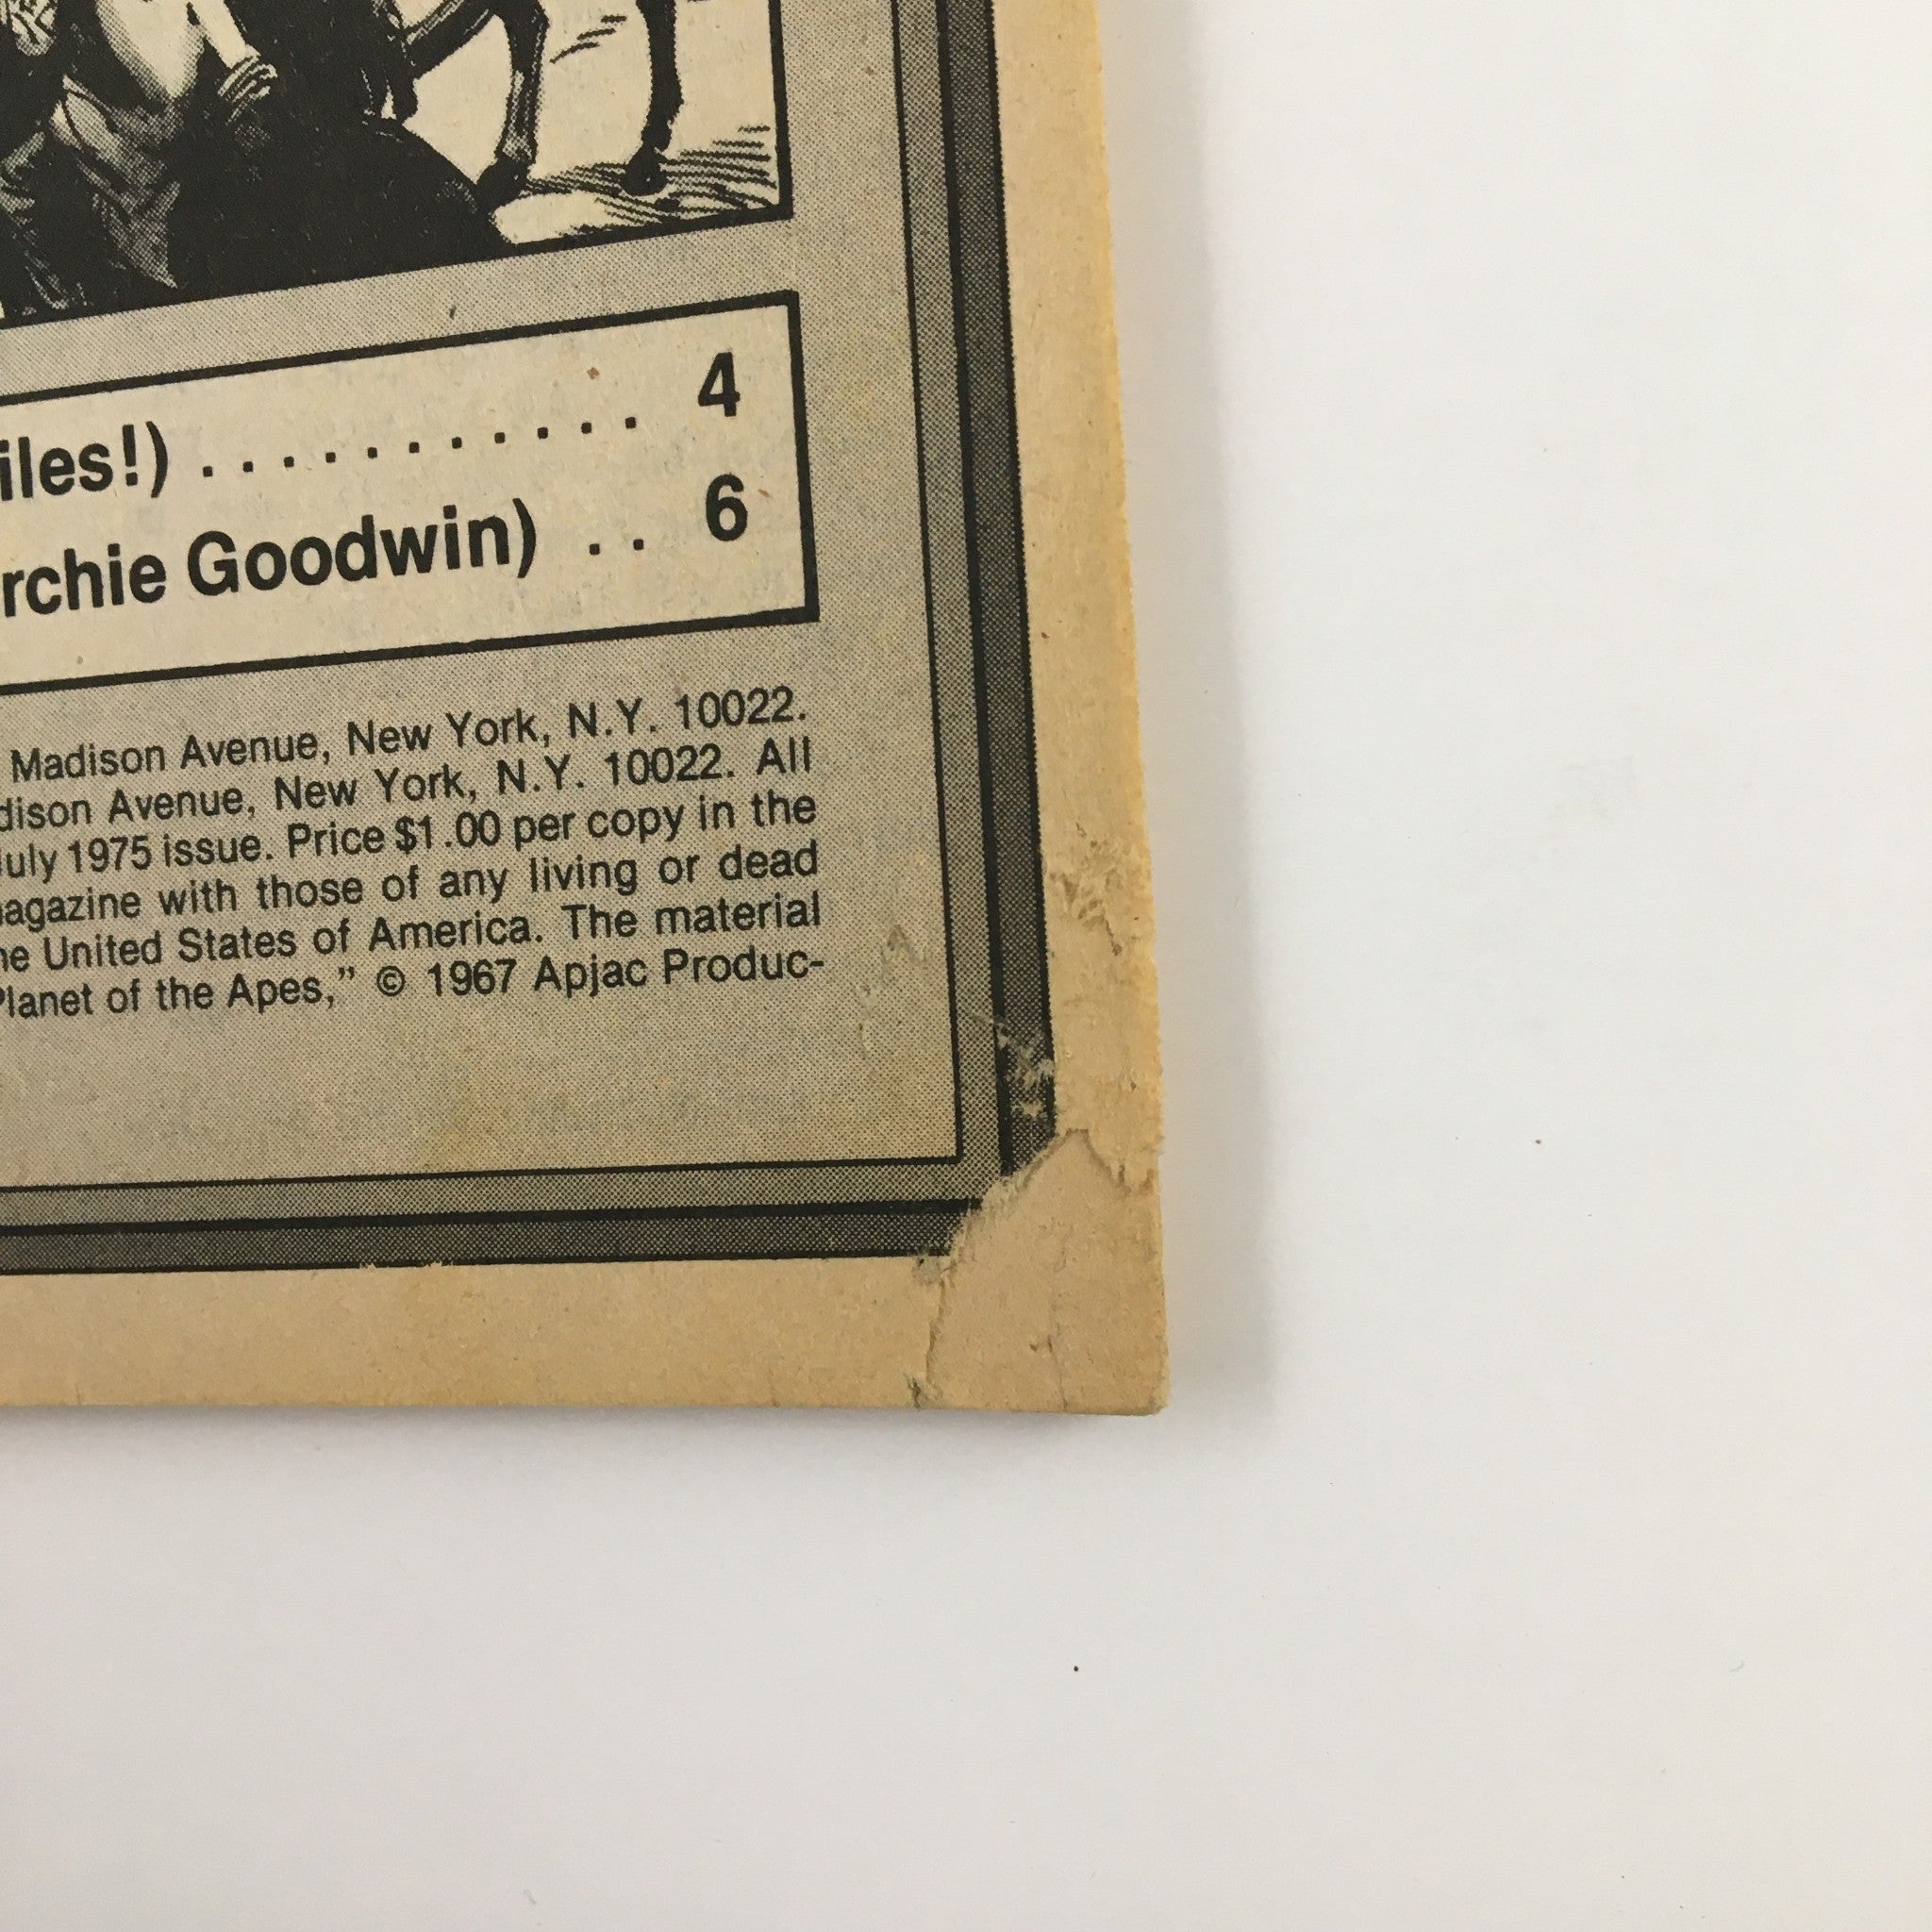 iles!) . . . . . . . . . . . 4
rchie Goodwin) . . 6
Madison Avenue, New York, N.Y. 10022.
dison Avenue, New York, N.Y. 10022. All
uly 1975 issue. Price $1.00 per copy in the
agazine with those of any living or dead
he United States of America. The material
Planet of the Apes,” © 1967 Apjac Produc-